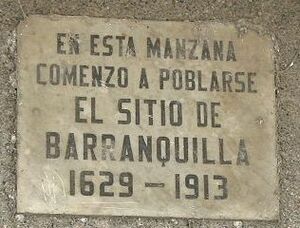 EN ESTA MANZANA
COMENZO A POBLARSE
EL SITIO DE
BARRANQUILLA
1629 - 1913